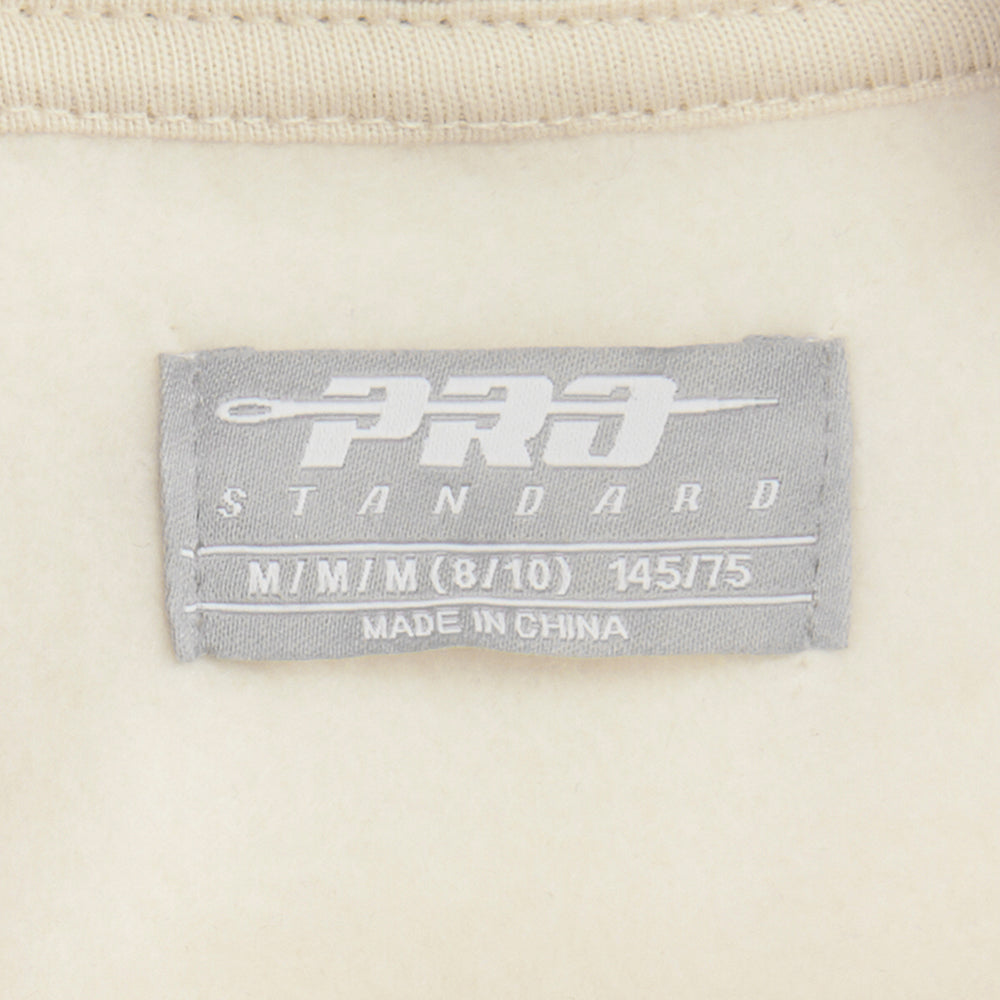 PRO
STANDARD
M/M/M (8/10) 145/75
MADE IN CHINA